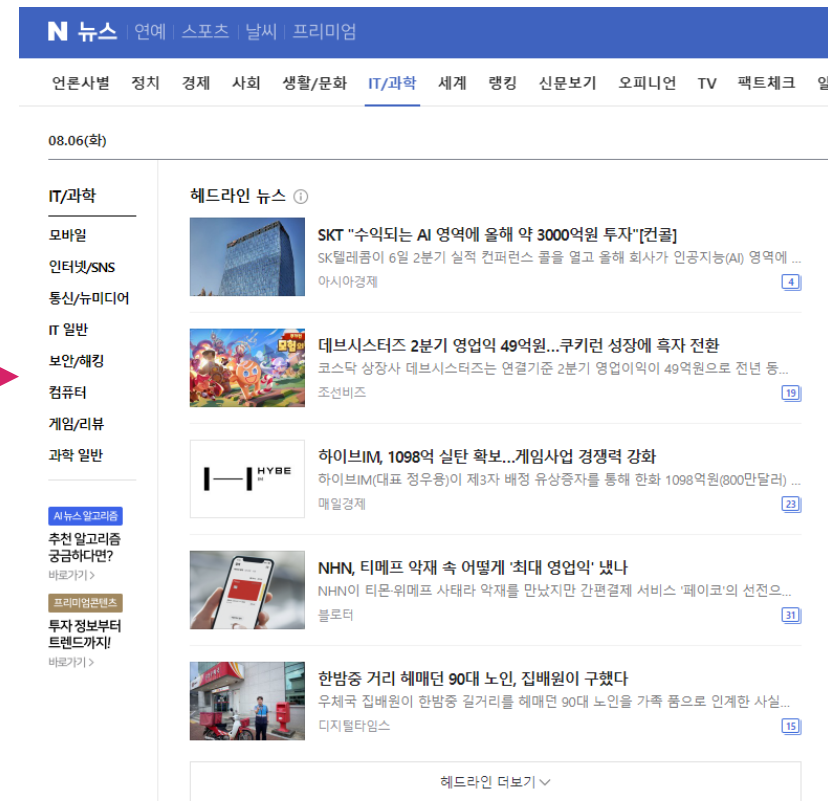 N 뉴스 연예 스포츠 날씨 프리미엄
언론사별 정치 경제 사회 생활/문화 IT/과학 세계 랭킹 신문보기 오피니언 TV 팩트체크
08.06(화)
IT/과학
모바일
인터넷/SNS
통신/뉴미디어
IT 일반
보안/해킹
컴퓨터
게임/리뷰
과학 일반
AI 뉴스 알고리즘
추천 알고리즘
궁금하다면?
바로가기 >
프리미엄콘텐츠
투자 정보부터
트렌드까지!
바로가기 >
헤드라인 뉴스
SKT "수익되는 AI 영역에 올해 약 3000억원 투자"[컨콜]
SK텔레콤이 6일 2분기 실적 컨퍼런스 콜을 열고 올해 회사가 인공지능(AI) 영역에 ...
아시아경제
4
데브시스터즈 2분기 영업익 49억원…쿠키런 성장에 흑자 전환
코스닥 상장사 데브시스터즈는 연결기준 2분기 영업이익이 49억원으로 전년 동...
조선비즈
19
HYBE
IM
하이브IM, 1098억 실탄 확보…게임사업 경쟁력 강화
하이브IM(대표 정우용)이 제3자 배정 유상증자를 통해 한화 1098억원(800만달러) ...
매일경제
23
NHN, 티메프 악재 속 어떻게 '최대 영업익' 냈나
NHN이 티몬·위메프 사태라 악재를 만났지만 간편결제 서비스 '페이코'의 선전으...
블로터
31
한밤중 거리 헤매던 90대 노인, 집배원이 구했다
우체국 집배원이 한밤중 길거리를 헤매던 90대 노인을 가족 품으로 인계한 사실...
디지털타임스
15
헤드라인 더보기